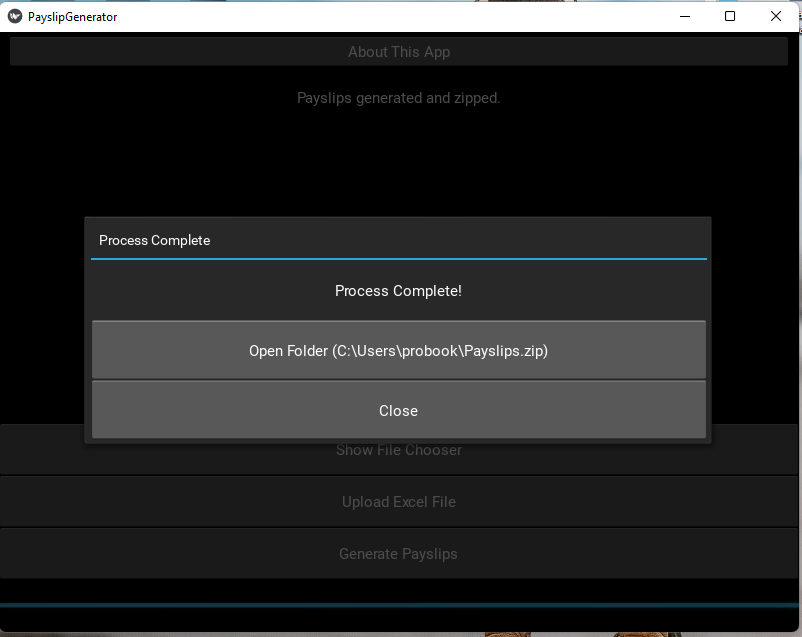 PayslipGenerator
About This App
Payslips generated and zipped.
Process Complete
Process Complete!
Open Folder (C:\Users\probook\Payslips.zip)
Close
Show File Chooser
Upload Excel File
Generate Payslips